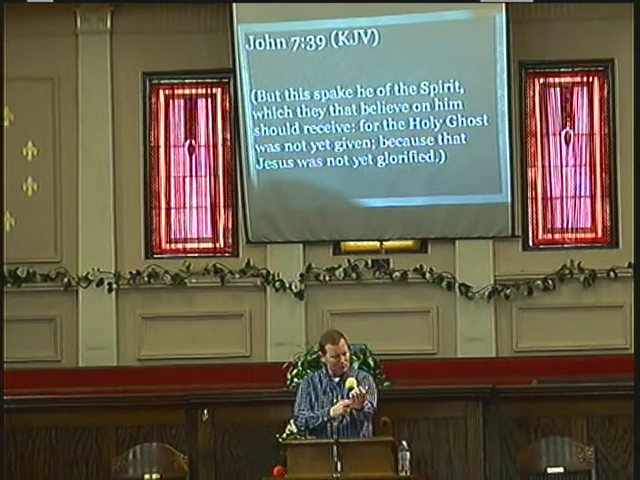 John 7:39 (KJV)
(But this spake he of the Spirit,
which they that believe on him
should receive: for the Holy Ghost
was not yet given; because that
Jesus was not yet glorified.)